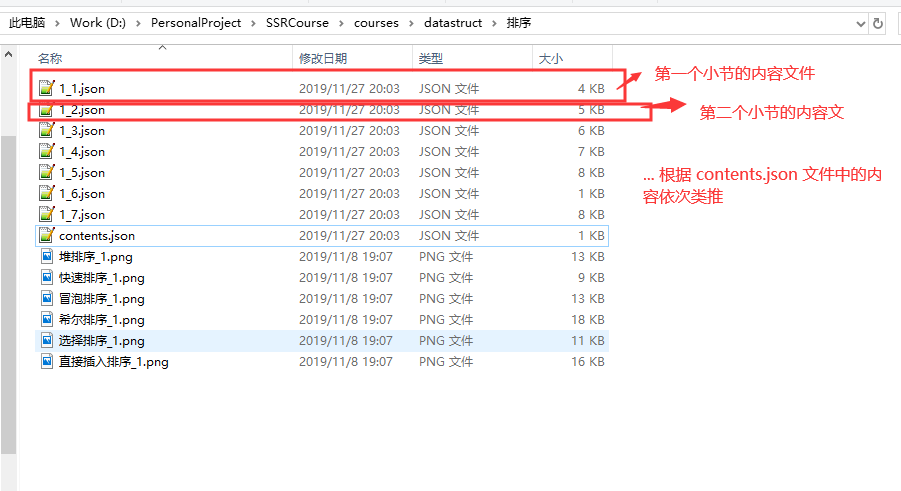 此电脑 > Work (D:) > PersonalProject > SSRCourse > courses > datastruct > 排序
名称 修改日期 类型 大小
1_1.json 2019/11/27 20:03 JSON 文件 4 KB
第一个小节的内容文件
1_2.json 2019/11/27 20:03 JSON 文件 5 KB
第二个小节的内容文
1_3.json 2019/11/27 20:03 JSON 文件 6 KB
1_4.json 2019/11/27 20:03 JSON 文件 7 KB
1_5.json 2019/11/27 20:03 JSON 文件 8 KB
... 根据 contents.json 文件中的内
容依次类推
1_6.json 2019/11/27 20:03 JSON 文件 1 KB
1_7.json 2019/11/27 20:03 JSON 文件 8 KB
contents.json 2019/11/27 20:03 JSON 文件 1 KB
堆排序_1.png 2019/11/8 19:07 PNG 文件 13 KB
快速排序_1.png 2019/11/8 19:07 PNG 文件 9 KB
冒泡排序_1.png 2019/11/8 19:07 PNG 文件 13 KB
希尔排序_1.png 2019/11/8 19:07 PNG 文件 18 KB
选择排序_1.png 2019/11/8 19:07 PNG 文件 11 KB
直接插入排序_1.png 2019/11/8 19:07 PNG 文件 16 KB